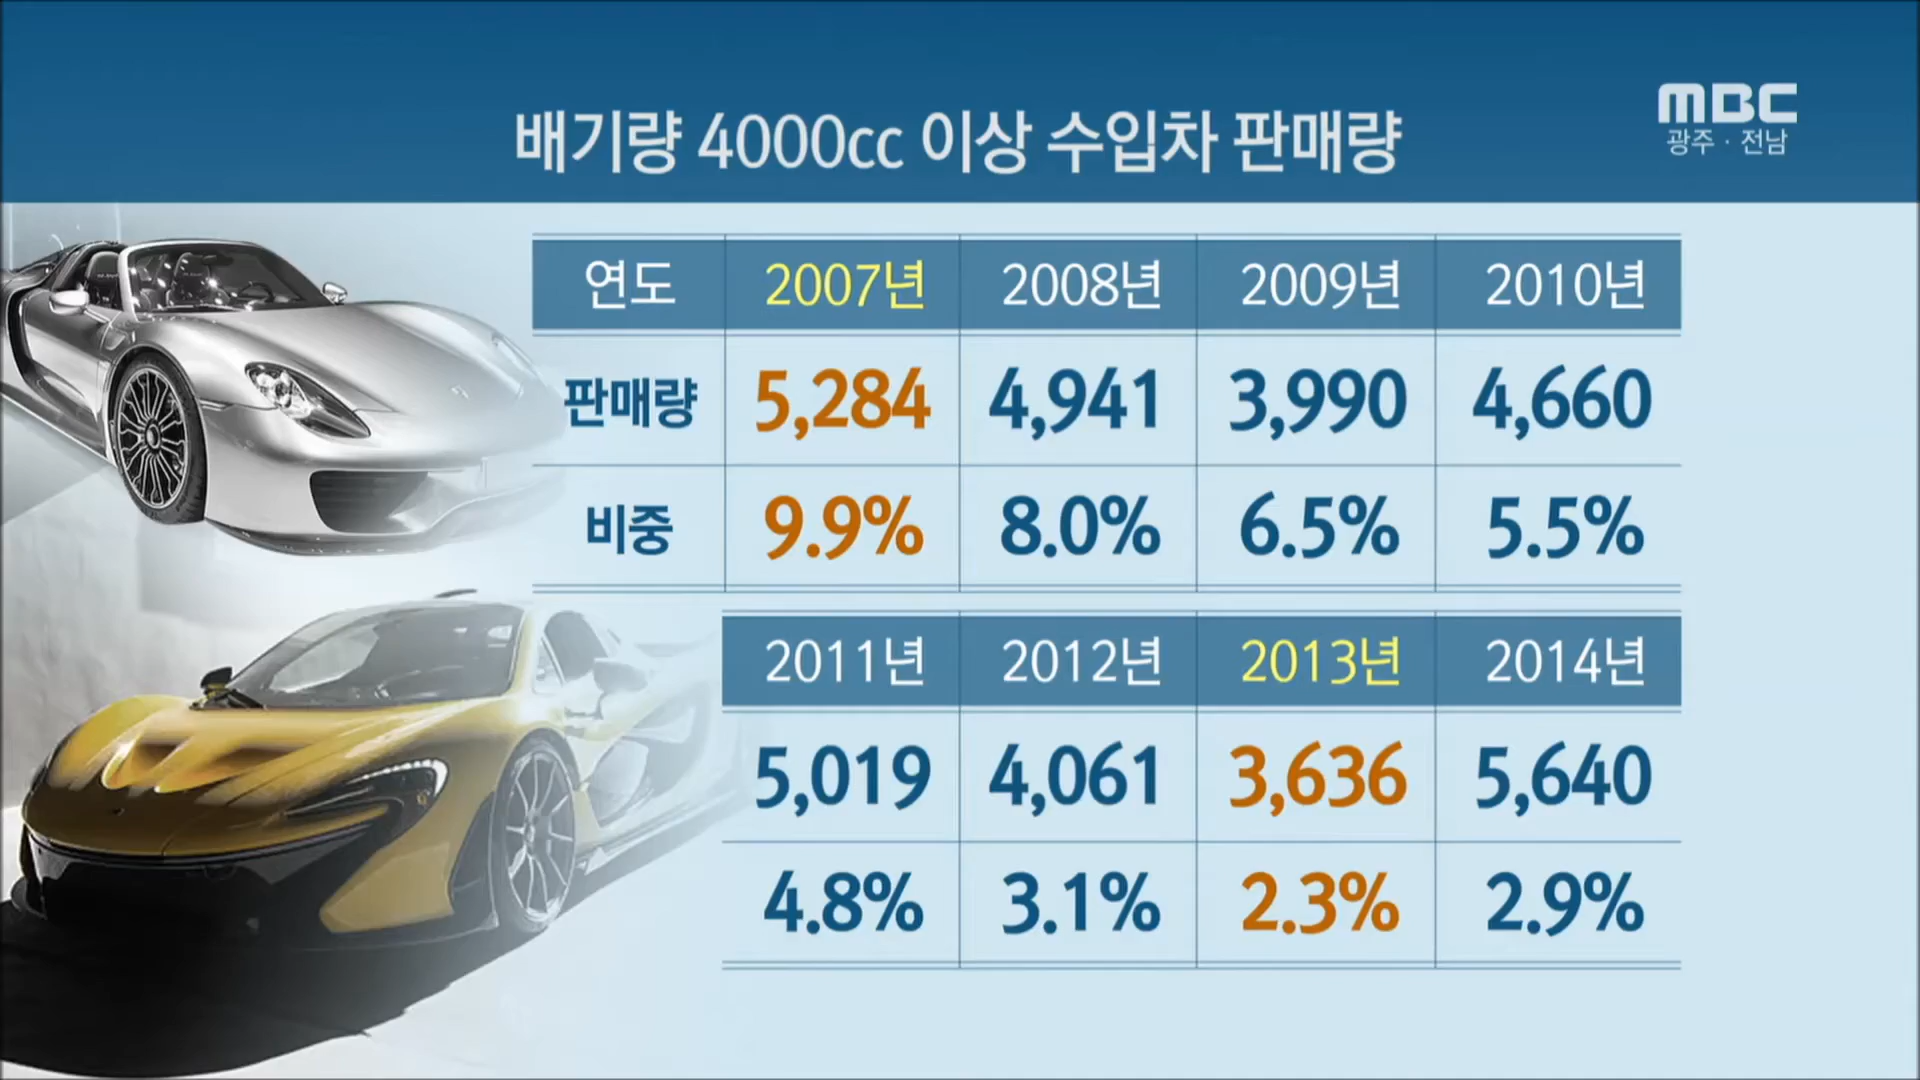 배기량 4000cc 이상 수입차 판매량
MBC
광주·전남
연도 2007년 2008년 2009년 2010년
판매량 5,284 4,941 3,990 4,660
비중 9.9% 8.0% 6.5% 5.5%
2011년 2012년 2013년 2014년
5,019 4,061 3,636 5,640
4.8% 3.1% 2.3% 2.9%